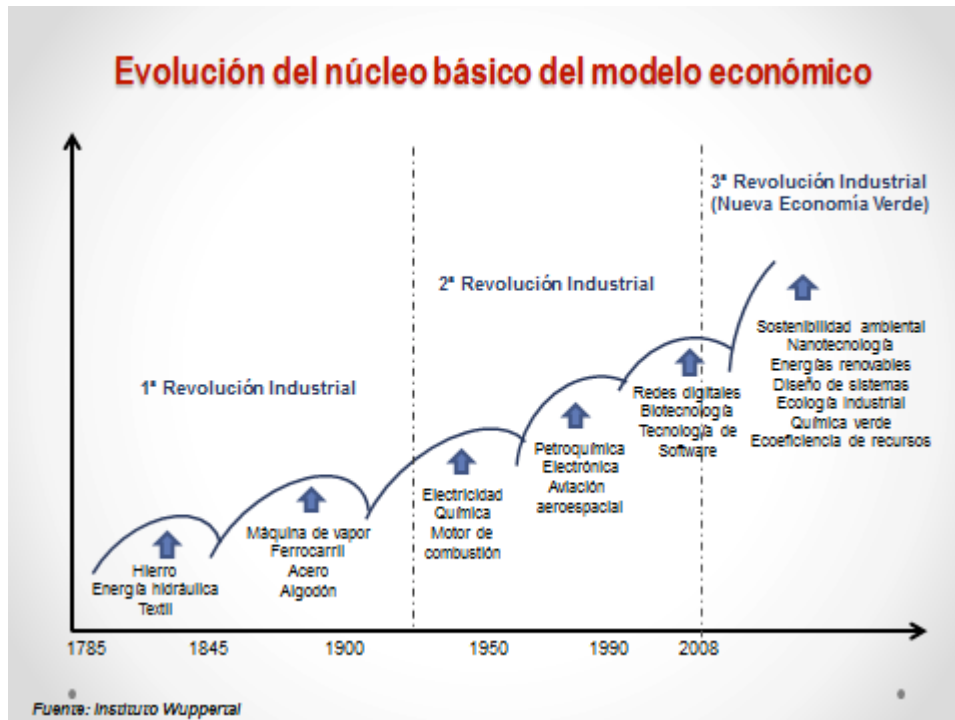 Evolución del núcleo básico del modelo económico
3ª Revolución Industrial
(Nueva Economía Verde)
2ª Revolución Industrial
1ª Revolución Industrial
Hierro
Energía hidráulica
Textil
Máquina de vapor
Ferrocarril
Acero
Algodón
Electricidad
Química
Motor de
combustión
Petroquímica
Electrónica
Aviación
aeroespacial
Redes digitales
Biotecnología
Tecnología de
Software
Sostenibilidad ambiental
Nanotecnología
Energías renovables
Diseño de sistemas
Ecología industrial
Química verde
Ecoeficiencia de recursos
1785 1845 1900 1950 1990 2008
Fuente: Instituto Wuppertal